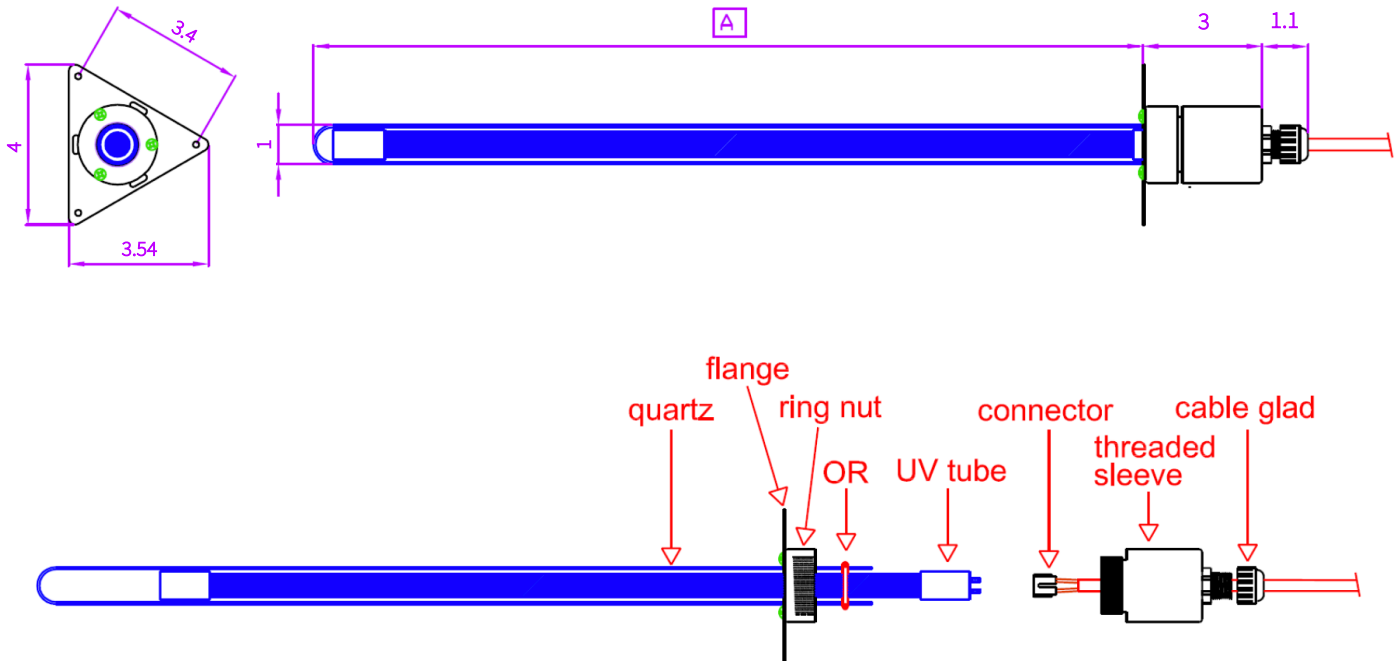 A
3
1.1
3.4
4
1
3.54
flange
quartz
ring nut
connector
cable glad
threaded
sleeve
OR
UV tube